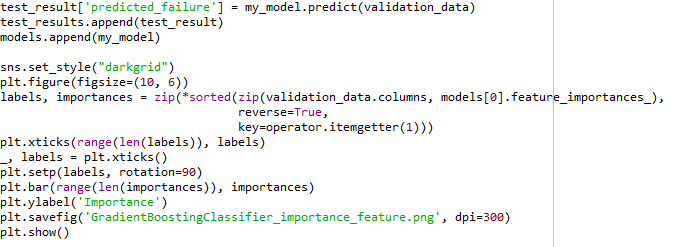 test_result['predicted_failure'] = my_model.predict(validation_data)
test_results.append(test_result)
models.append(my_model)

sns.set_style("darkgrid")
plt.figure(figsize=(10, 6))
labels, importances = zip(*sorted(zip(validation_data.columns, models[0].feature_importances_),
                                  reverse=True,
                                  key=operator.itemgetter(1)))
plt.xticks(range(len(labels)), labels)
_, labels = plt.xticks()
plt.setp(labels, rotation=90)
plt.bar(range(len(importances)), importances)
plt.ylabel('Importance')
plt.savefig('GradientBoostingClassifier_importance_feature.png', dpi=300)
plt.show()